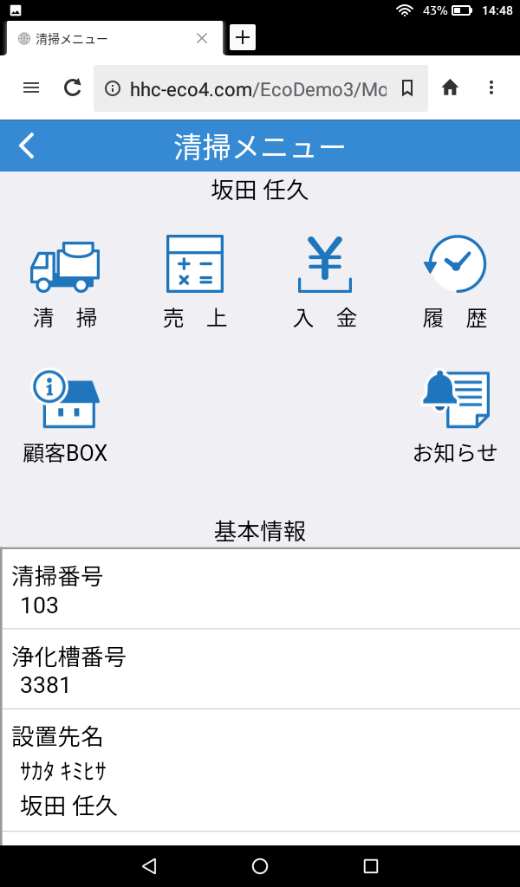 43% 14:48
清掃メニュー
hhc-eco4.com/EcoDemo3/Mo
清掃メニュー
坂田 任久
清 掃
売 上
入 金
履 歴
顧客BOX
お知らせ
基本情報
清掃番号
103
浄化槽番号
3381
設置先名
ｻｶﾀ ｷﾐﾋｻ
坂田 任久